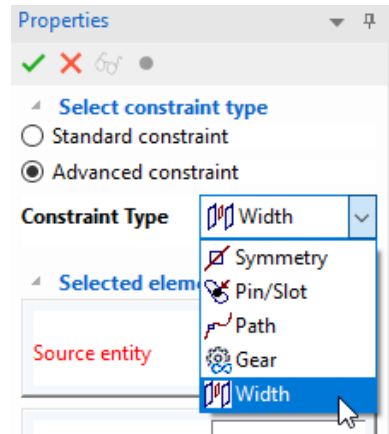 Properties
Select constraint type
Standard constraint
Advanced constraint
Constraint Type Width
Symmetry
Selected elem Pin/Slot
Path
Source entity Gear
Width